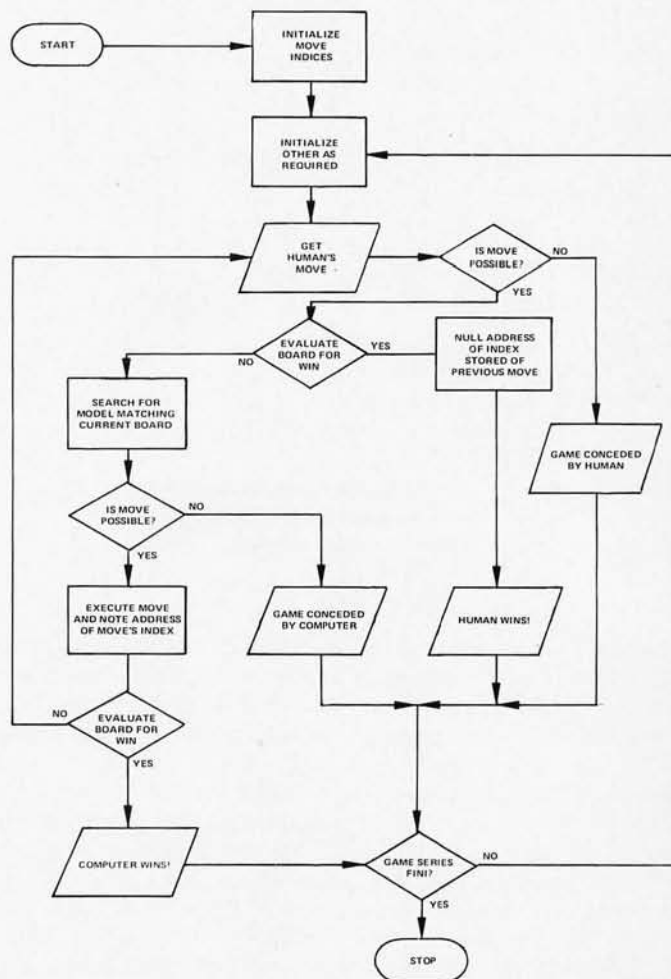 START
INITIALIZE
MOVE
INDICES
INITIALIZE
OTHER AS
REQUIRED
GET
HUMAN'S
MOVE
IS MOVE
POSSIBLE?
NO
YES
EVALUATE
BOARD FOR
WIN
NO
YES
NULL ADDRESS
OF INDEX
STORED OF
PREVIOUS MOVE
SEARCH FOR
MODEL MATCHING
CURRENT BOARD
GAME CONCEDED
BY HUMAN
IS MOVE
POSSIBLE?
NO
YES
EXECUTE MOVE
AND NOTE ADDRESS
OF MOVE'S INDEX
GAME CONCEDED
BY COMPUTER
HUMAN WINS!
EVALUATE
BOARD FOR
WIN
NO
YES
COMPUTER WINS!
GAME SERIES
FINI?
NO
YES
STOP